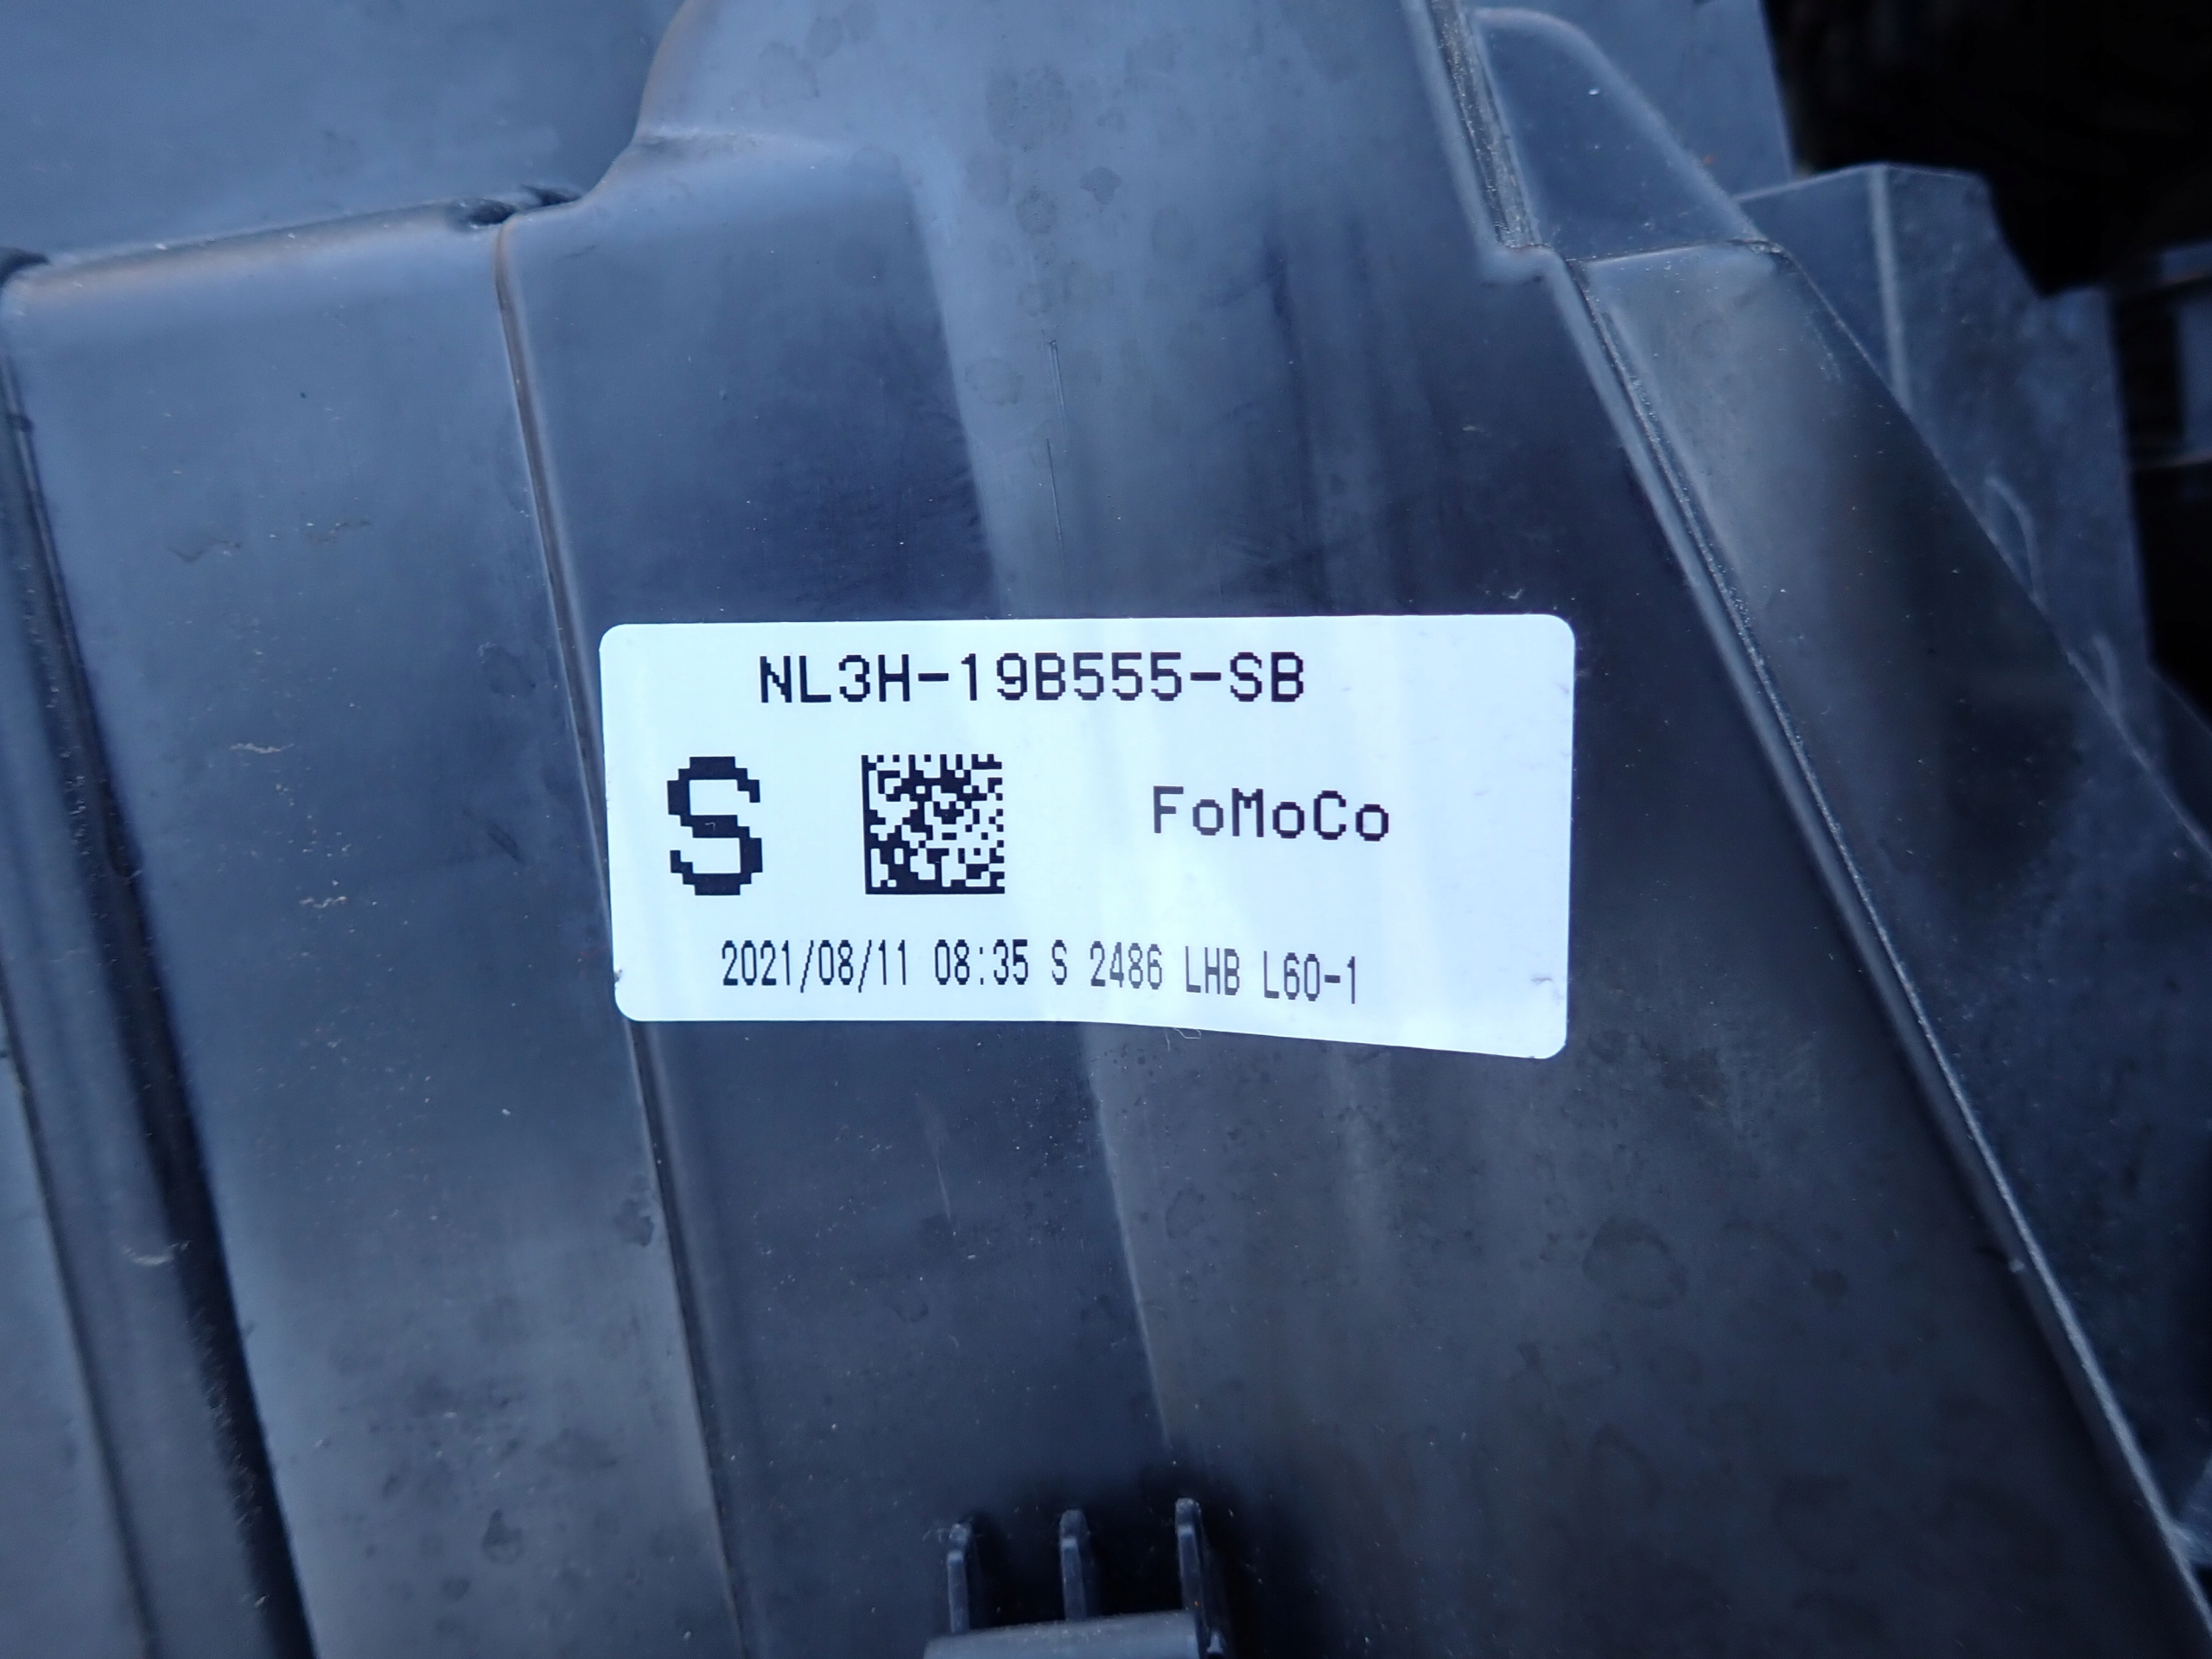 NL3H-19B555-SB
S
FoMoCo
2021/08/11 08:35 S 2486 LHB L60-1